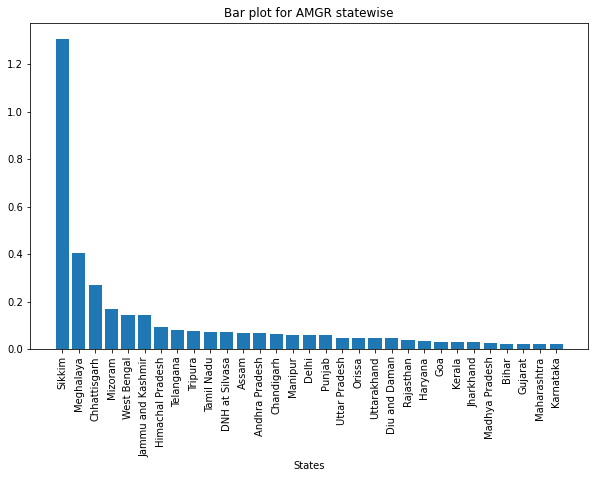 Bar plot for AMGR statewise
1.2
1.0
0.8
0.6
0.4
0.2
0.0
Sikkim
Meghalaya
Chhattisgarh
Mizoram
West Bengal
Jammu and Kashmir
Himachal Pradesh
Telangana
Tripura
Tamil Nadu
DNH at Silvasa
Assam
Andhra Pradesh
Chandigarh
Manipur
Delhi
Punjab
Uttar Pradesh
Orissa
Uttarakhand
Diu and Daman
Rajasthan
Haryana
Goa
Kerala
Jharkhand
Madhya Pradesh
Bihar
Gujarat
Maharashtra
Karnataka
States